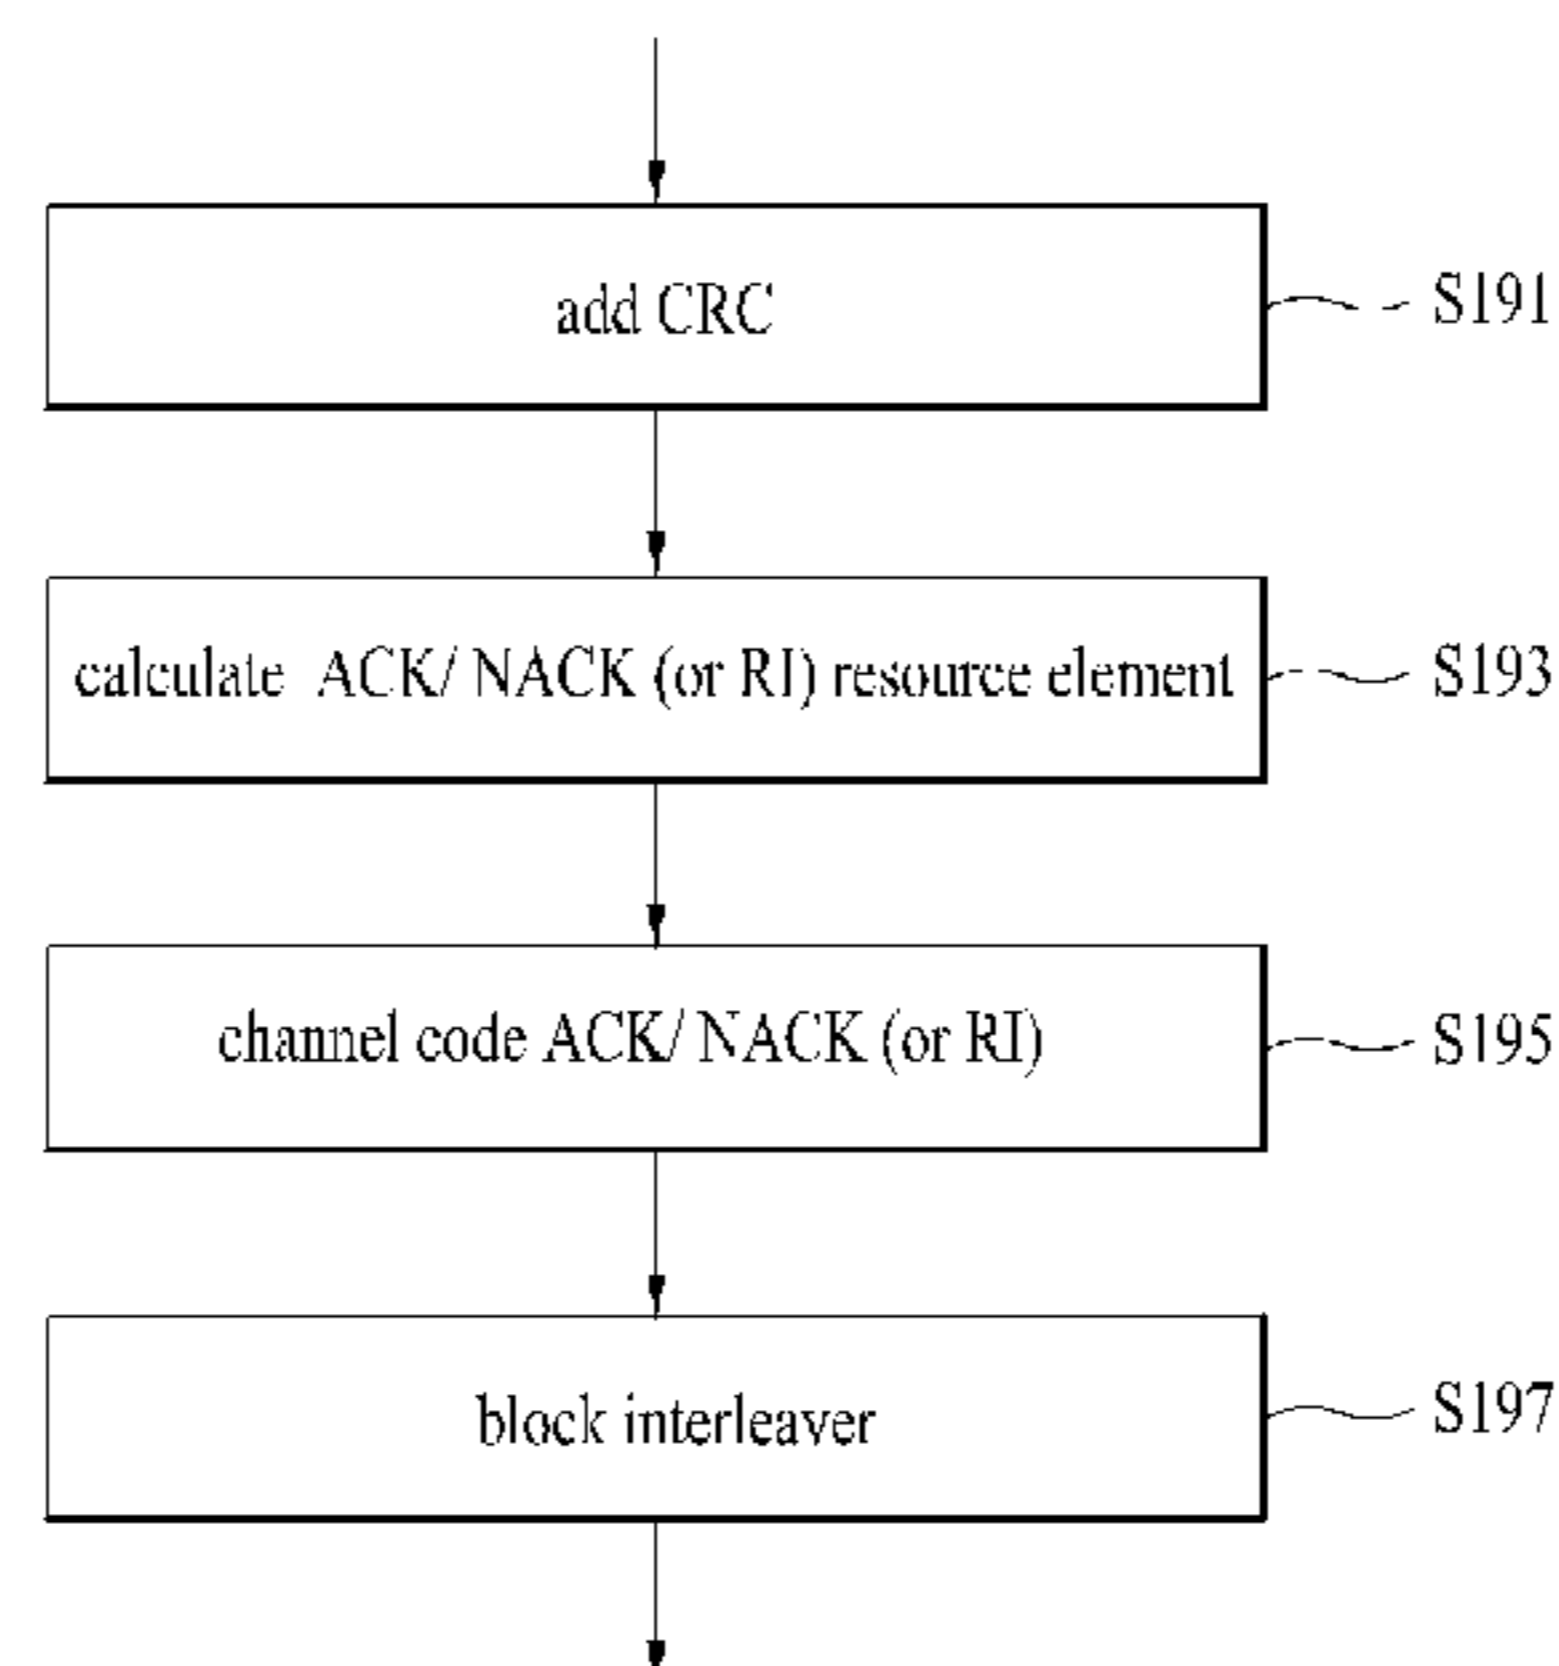 add CRC
S191
calculate ACK/ NACK (or RI) resource element
S193
channel code ACK/ NACK (or RI)
S195
block interleaver
S197